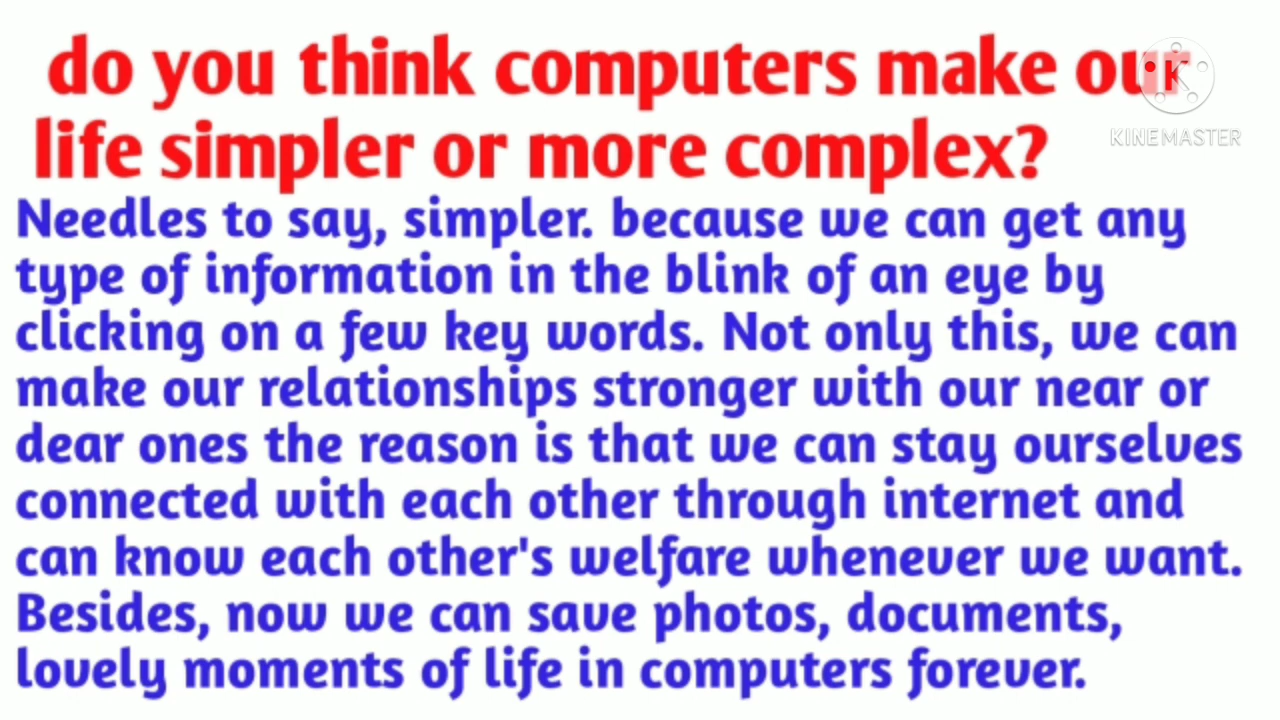 do you think computers make our
life simpler or more complex?
KINEMASTER
Needles to say, simpler. because we can get any
type of information in the blink of an eye by
clicking on a few key words. Not only this, we can
make our relationships stronger with our near or
dear ones the reason is that we can stay ourselves
connected with each other through internet and
can know each other's welfare whenever we want.
Besides, now we can save photos, documents,
lovely moments of life in computers forever.